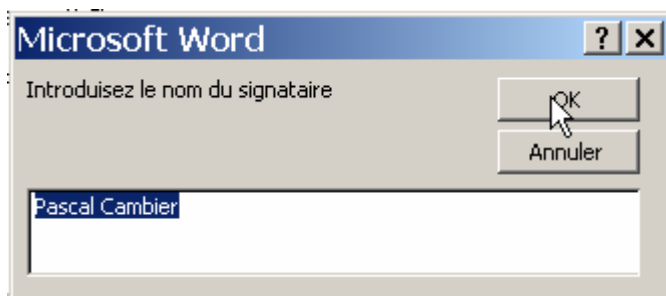 Microsoft Word
Introduisez le nom du signataire
OK
Annuler
Pascal Cambier